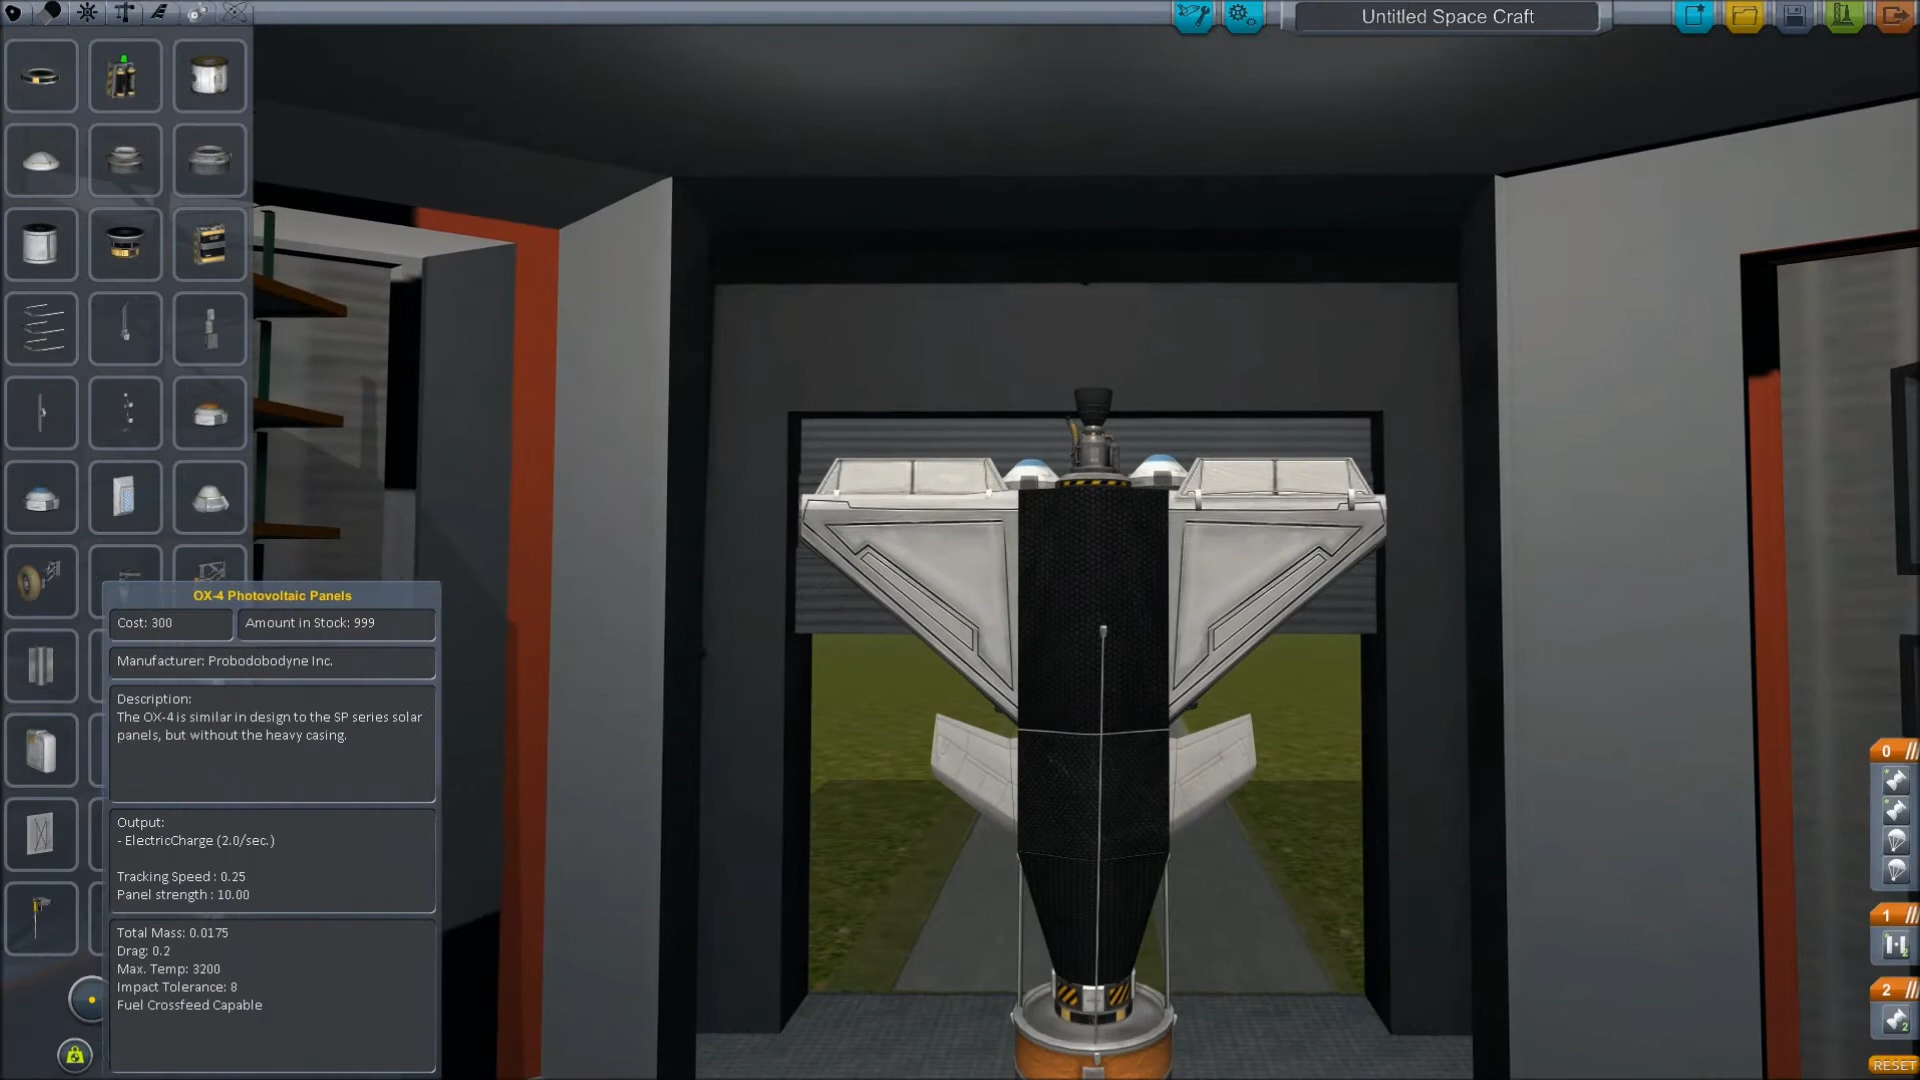 Untitled Space Craft
OX-4 Photovoltaic Panels
Cost: 300
Amount in Stock: 999
Manufacturer: Probodobodyne Inc.
Description:
The OX-4 is similar in design to the SP series solar
panels, but without the heavy casing.
Output:
- ElectricCharge (2.0/sec.)
Tracking Speed : 0.25
Panel strength : 10.00
Total Mass: 0.0175
Drag: 0.2
Max. Temp: 3200
Impact Tolerance: 8
Fuel Crossfeed Capable
0
1
2
2
2
RESET